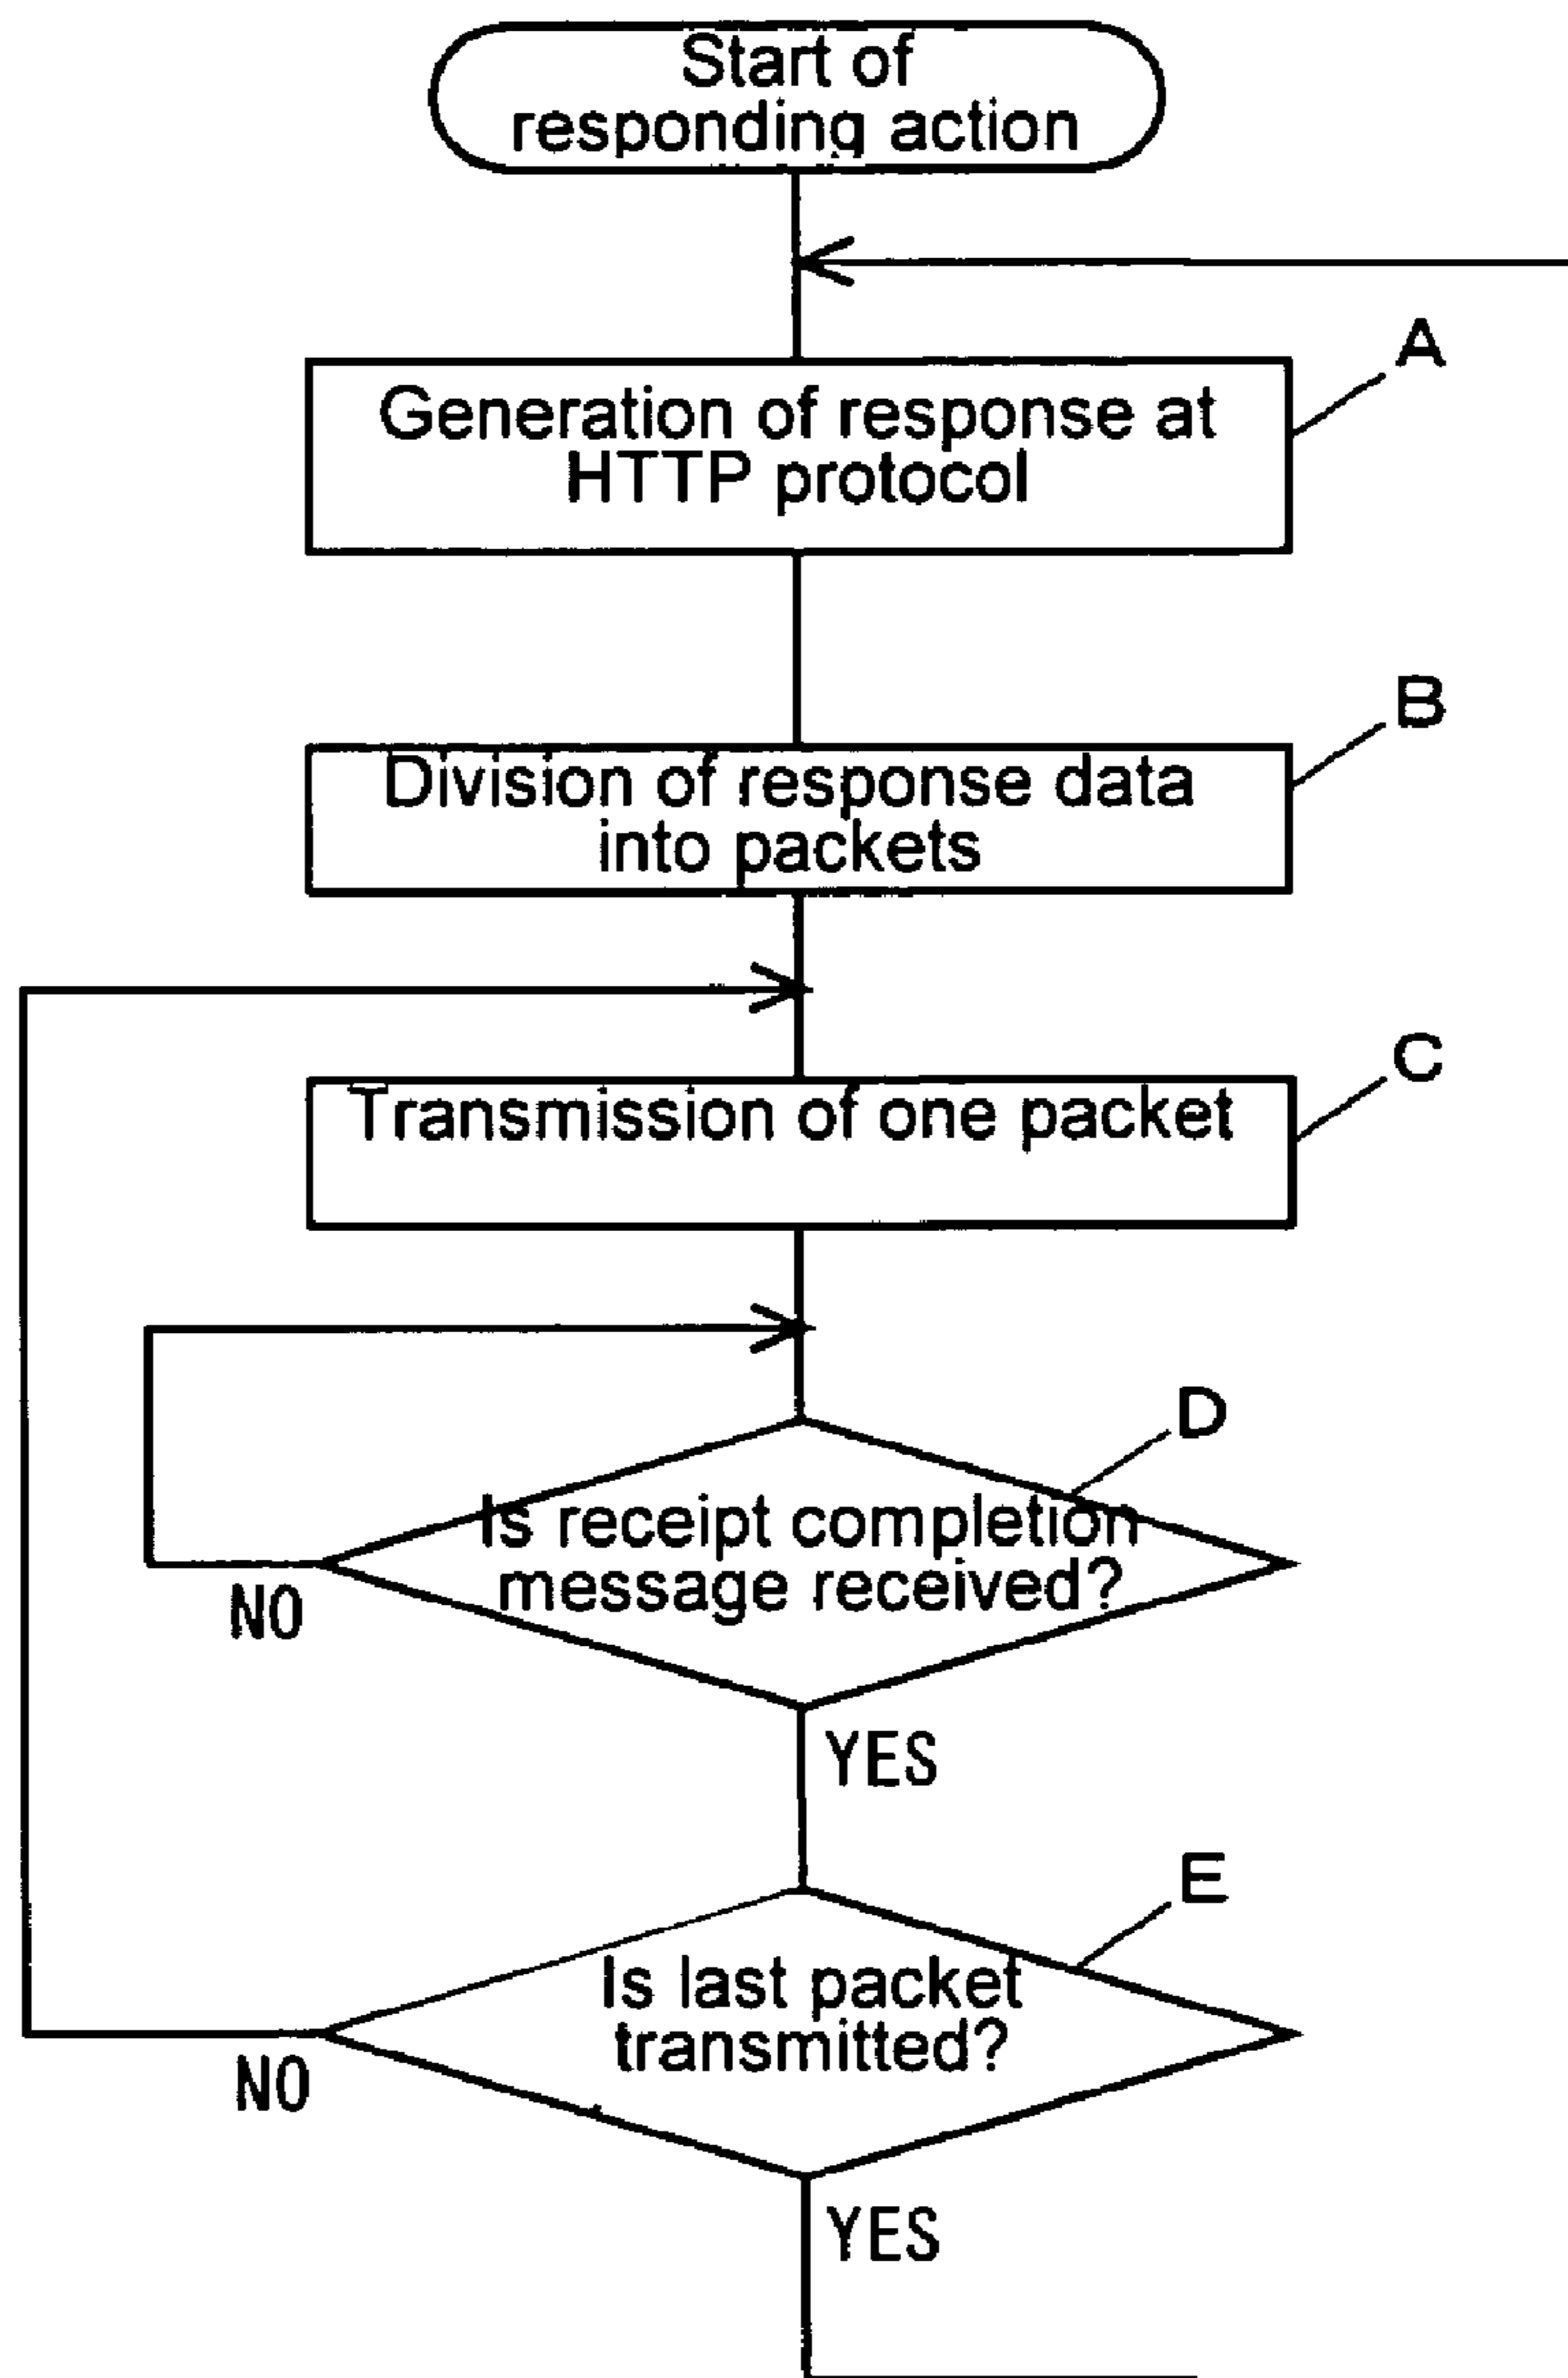 Start of
responding action
A
Generation of response at
HTTP protocol
B
Division of response data
into packets
C
Transmission of one packet
D
Is receipt completion
message received?
NO
YES
E
Is last packet
transmitted?
NO
YES